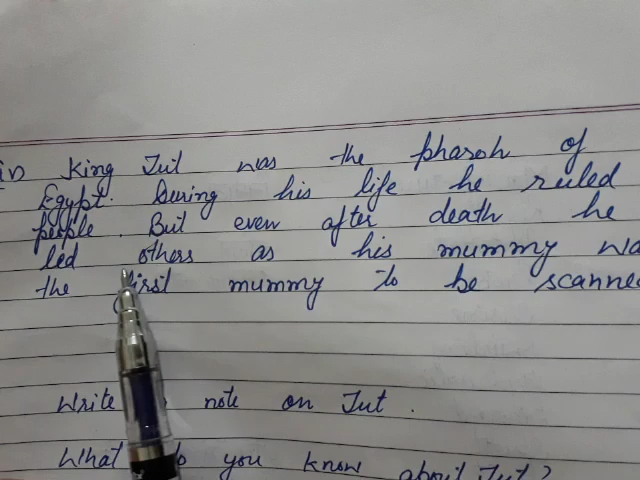 iv) King Tut was the pharoh of
Egypt. During his life he ruled
people. But even after death he
led others as his mummy wa
the first mummy to be scanne
Write note on Tut.
What do you know about Tut?